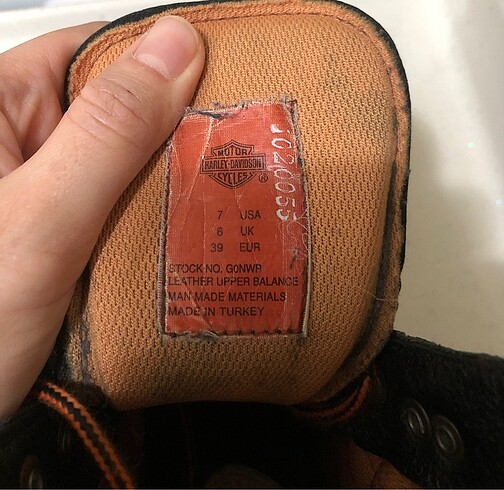 MOTOR
HARLEY-DAVIDSON
CYCLES
®
7 USA
6 UK
39 EUR
STOCK NO. G0NWR
LEATHER UPPER BALANCE
MAN MADE MATERIALS
MADE IN TURKEY